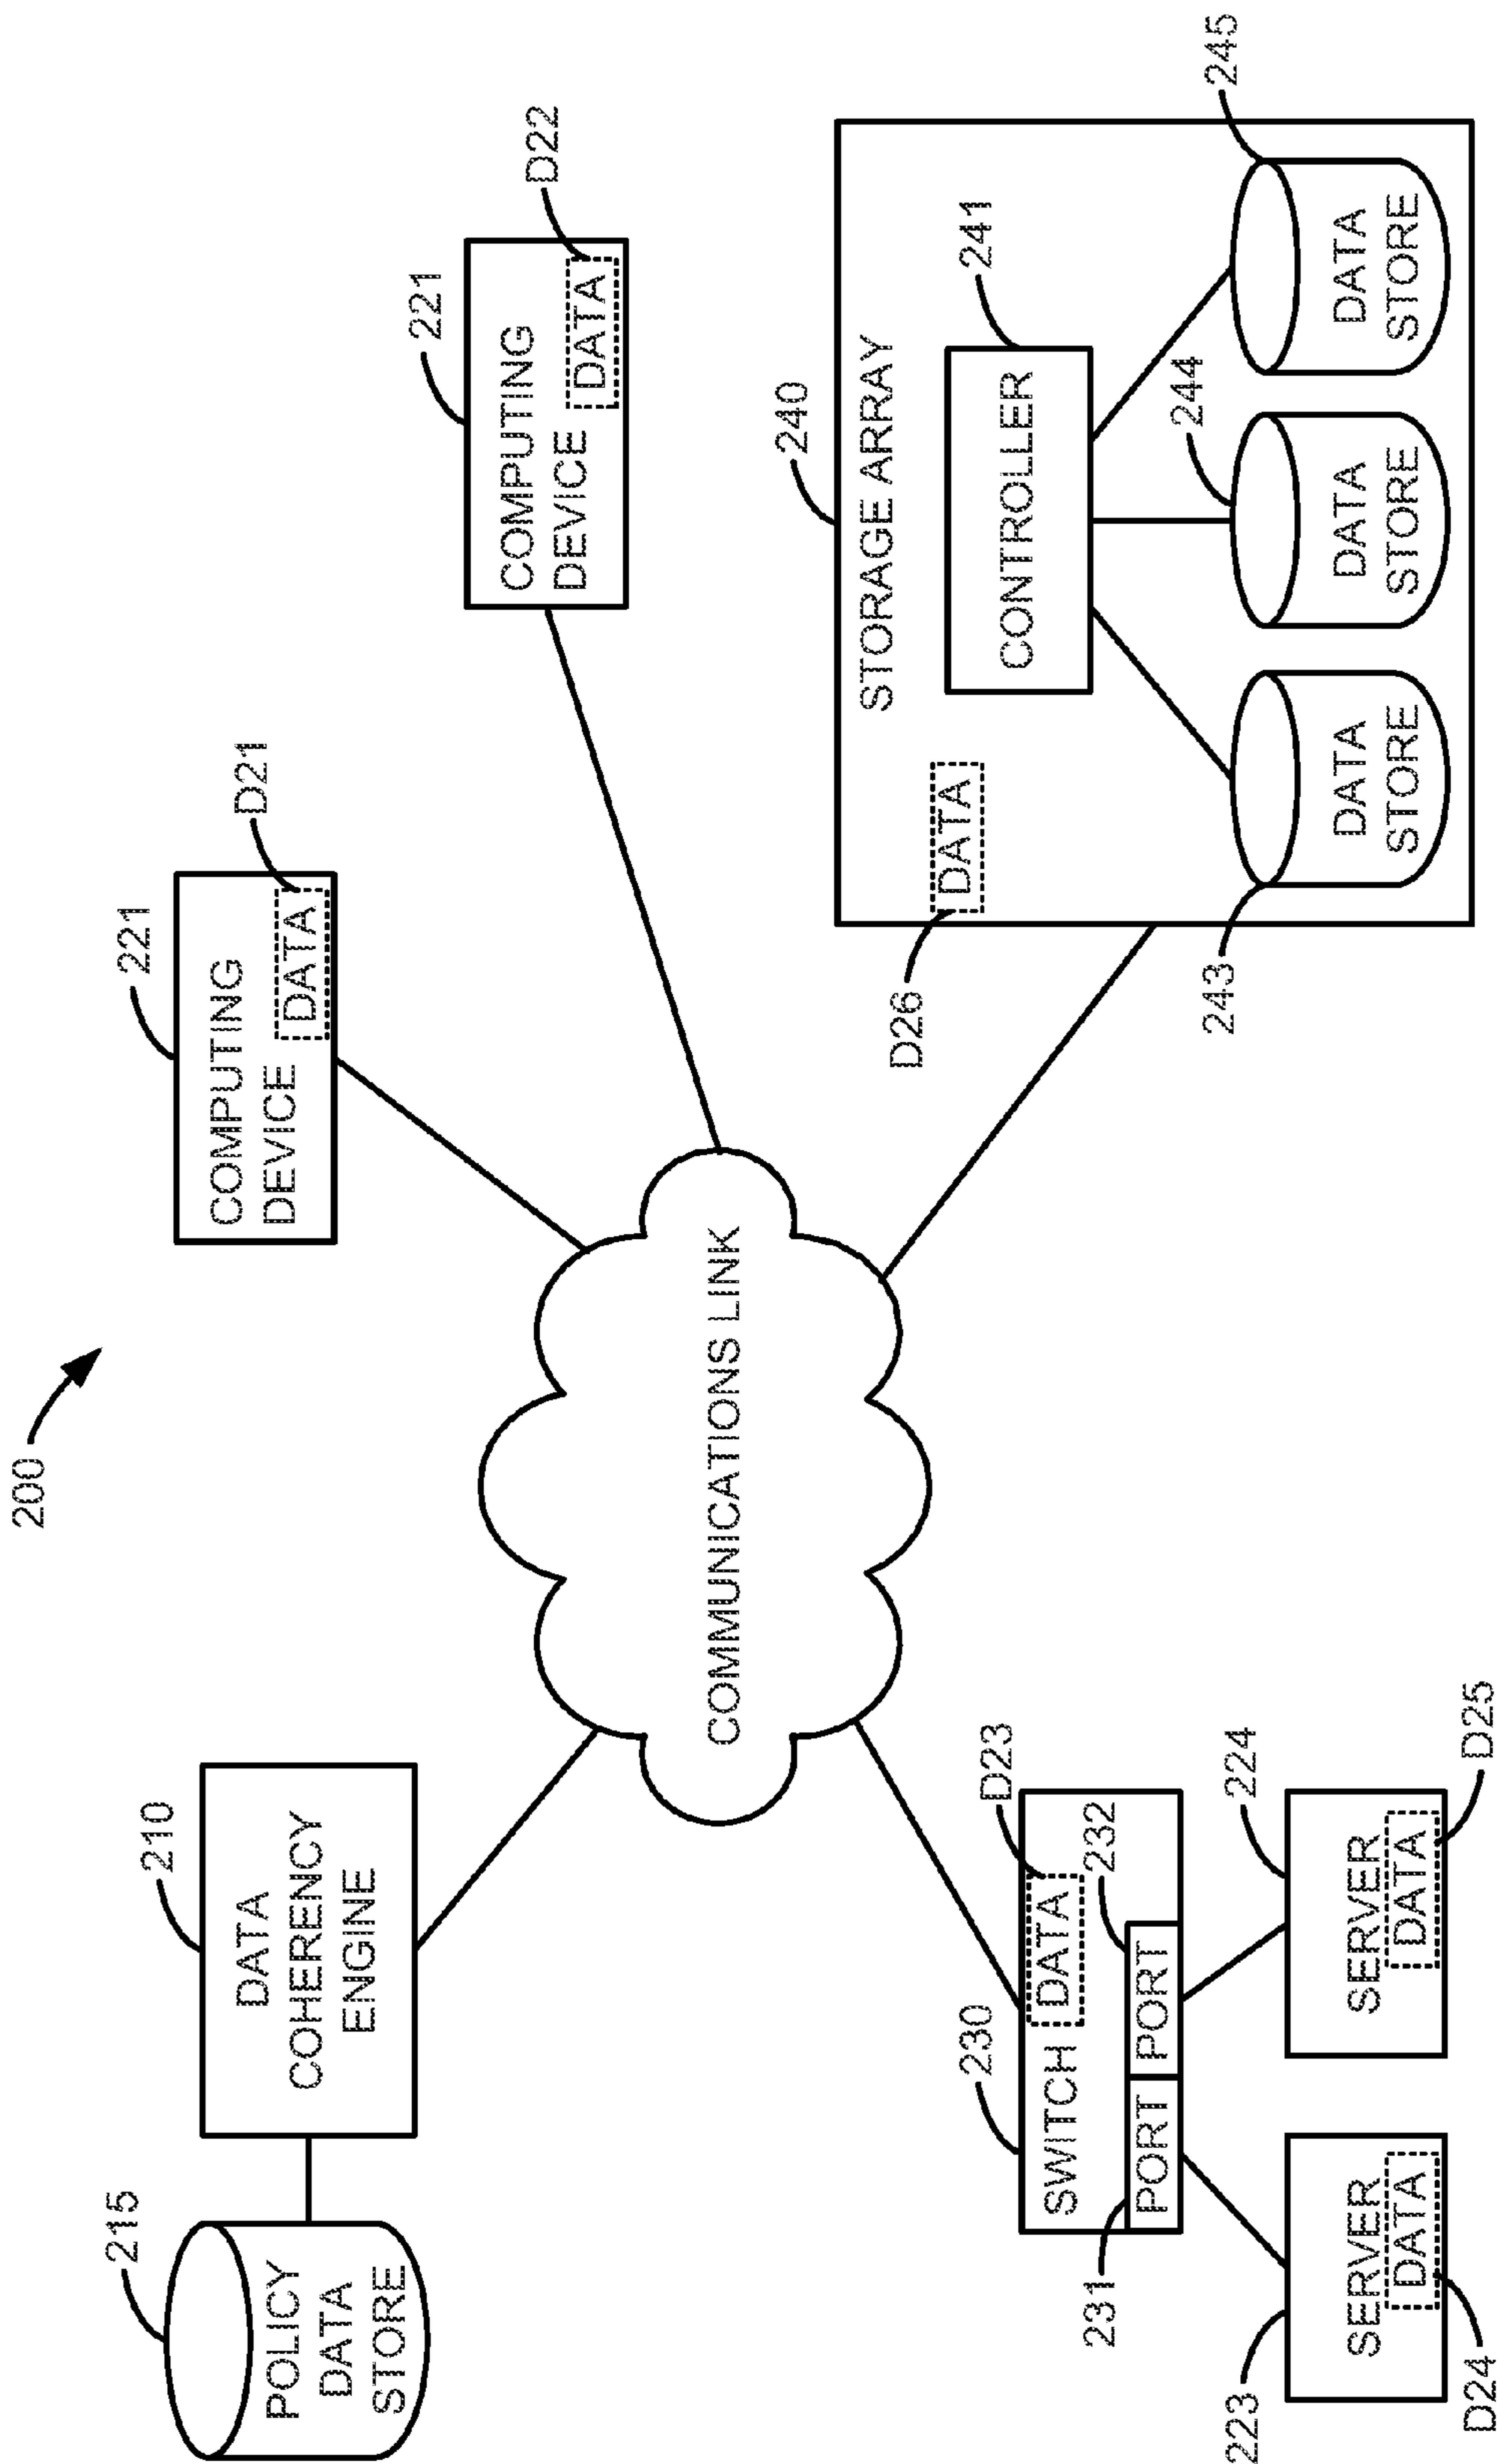 200
215
POLICY
DATA
STORE
210
DATA
COHERENCY
ENGINE
221
COMPUTING
DEVICE
DATA
D21
221
COMPUTING
DEVICE
DATA
D22
COMMUNICATIONS LINK
230
SWITCH
DATA
D23
231
PORT
232
PORT
223
SERVER
DATA
D24
224
SERVER
DATA
D25
240
STORAGE ARRAY
D26
DATA
241
CONTROLLER
243
DATA
STORE
244
DATA
STORE
245
DATA
STORE